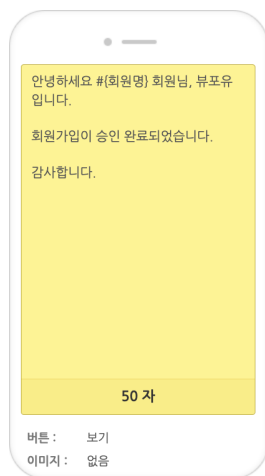 안녕하세요 #{회원명} 회원님, 뷰포유
입니다.
회원가입이 승인 완료되었습니다.
감사합니다.
50 자
버튼 : 보기
이미지 : 없음